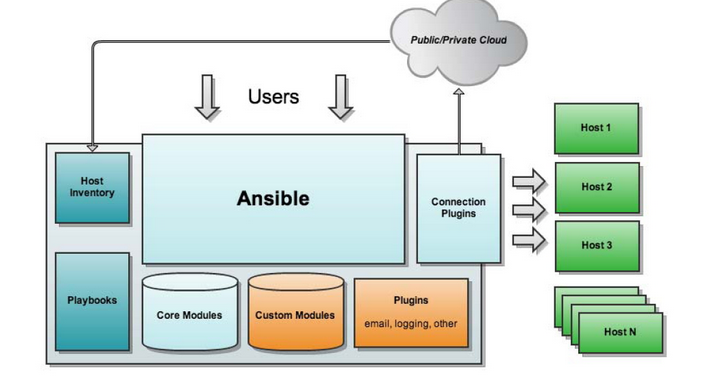 Public/Private Cloud
Users
Host 1
Host
Inventory
Ansible
Connection
Plugins
Host 2
Host 3
Playbooks
Core Modules
Custom Modules
Plugins
email, logging, other
Host N